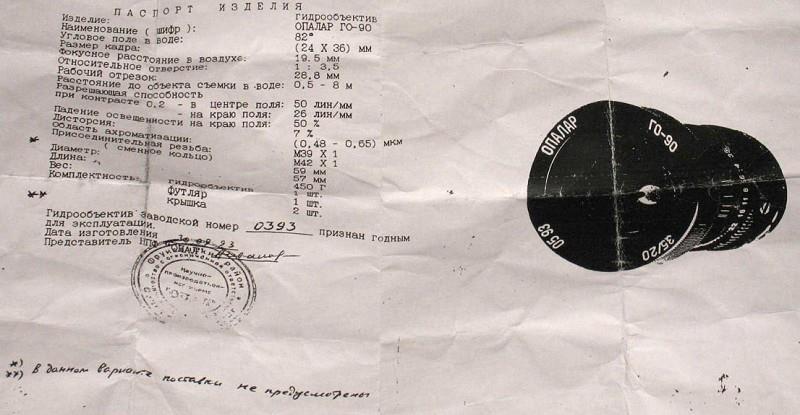 ПАСПОРТ ИЗДЕЛИЯ
Изделие: гидрообъектив
Наименование ( шифр ): ОПАЛАР ГО-90
Угловое поле в воде: 82°
Размер кадра: (24 X 36) мм
Фокусное расстояние в воздухе: 19.5 мм
Относительное отверстие: 1 : 3,5
Рабочий отрезок: 28.8 мм
Расстояние до объекта съемки в воде: 0,5 - 8 м
Разрешающая способность
при контрасте 0.2 - в центре поля: 50 лин/мм
- на краю поля: 26 лин/мм
Падение освещенности на краю поля: 50 %
Дисторсия: 7 %
Область ахроматизации: (0,48 - 0,65) мкм
* Присоединительная резьба: М39 X 1
( сменное кольцо) М42 X 1
Диаметр: 59 мм
Длина: 57 мм
Вес: 450 Г
** Комплектность: гидрообъектив 1 шт.
футляр 1 шт.
крышка 2 шт.
Гидрообъектив заводской номер 0393 признан годным
для эксплуатации.
Дата изготовления
Представитель
*)
**) В данном варианте поставки не предусмотрены
ОПАЛАР ГО-90
05 93 35/20